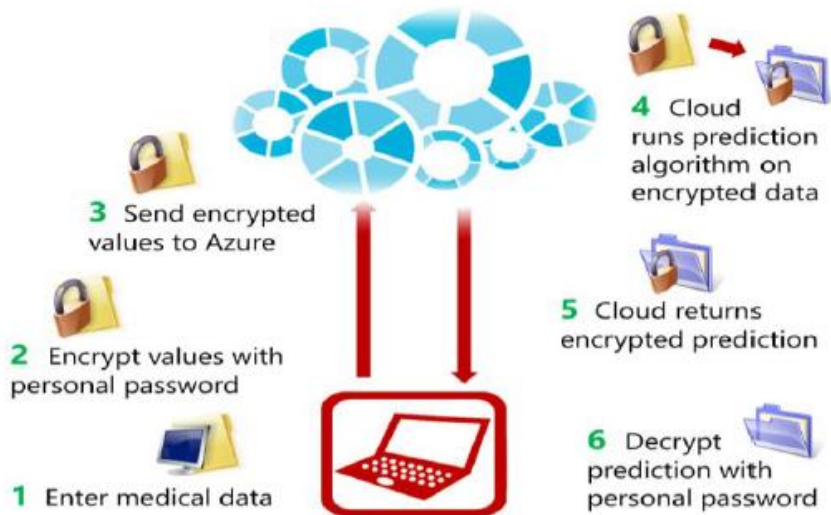 1 Enter medical data
2 Encrypt values with
personal password
3 Send encrypted
values to Azure
4 Cloud
runs prediction
algorithm on
encrypted data
5 Cloud returns
encrypted prediction
6 Decrypt
prediction with
personal password